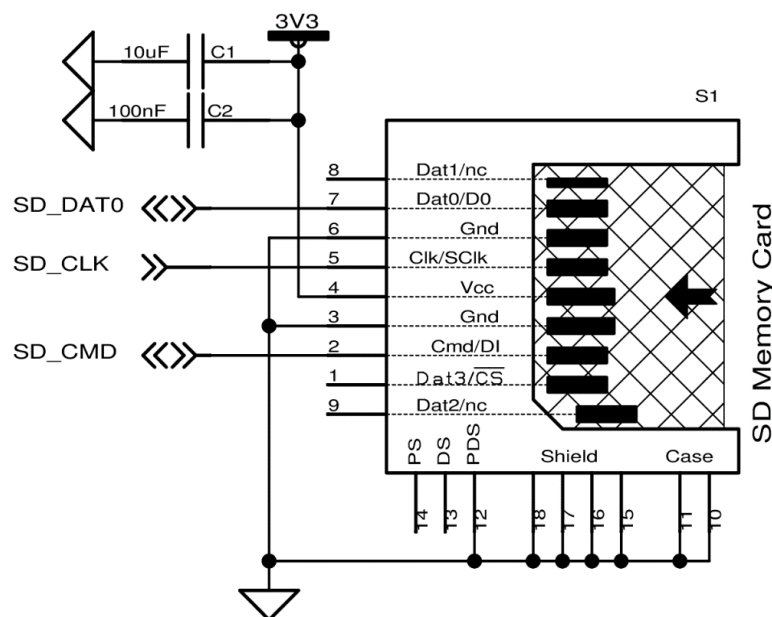 3V3
10uF C1
100nF C2
S1
8 Dat1/nc
SD_DAT0 7 Dat0/D0
6 Gnd
SD_CLK 5 Clk/SClk
4 Vcc
3 Gnd
SD_CMD 2 Cmd/DI
1 Dat3/C̅S̅
9 Dat2/nc
SD Memory Card
PS DS PDS Shield Case
14 13 12 18 17 16 15 11 10